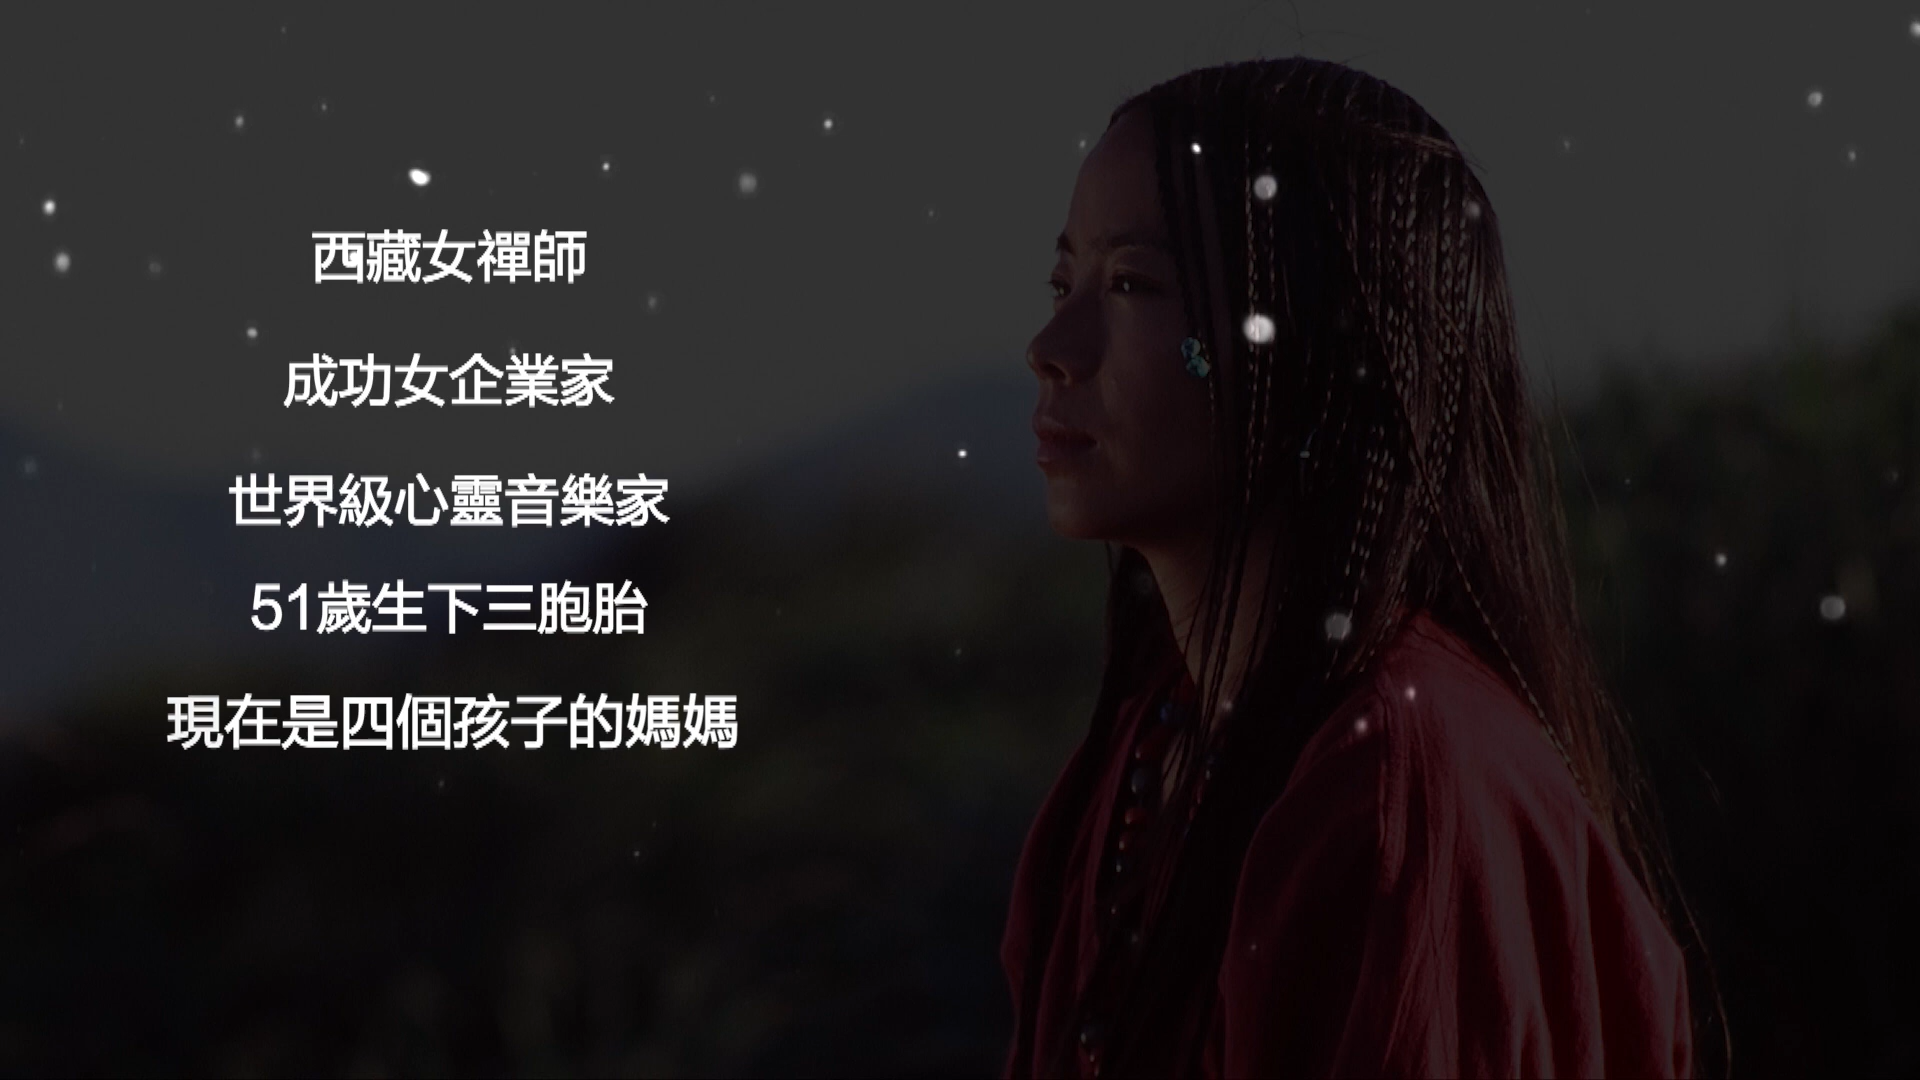 西藏女禪師
成功女企業家
世界級心靈音樂家
51歲生下三胞胎
現在是四個孩子的媽媽